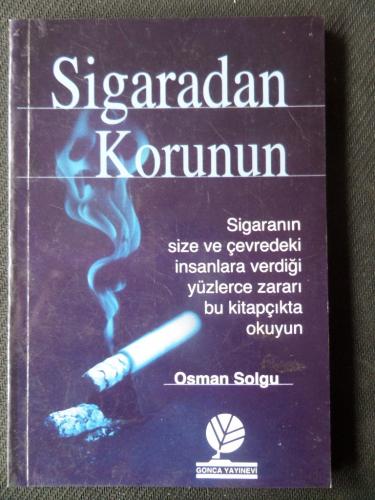 Sigaradan
Korunun
Sigaranın
size ve çevredeki
insanlara verdiği
yüzlerce zararı
bu kitapçıkta
okuyun
Osman Solgu
GONCA YAYINEVİ